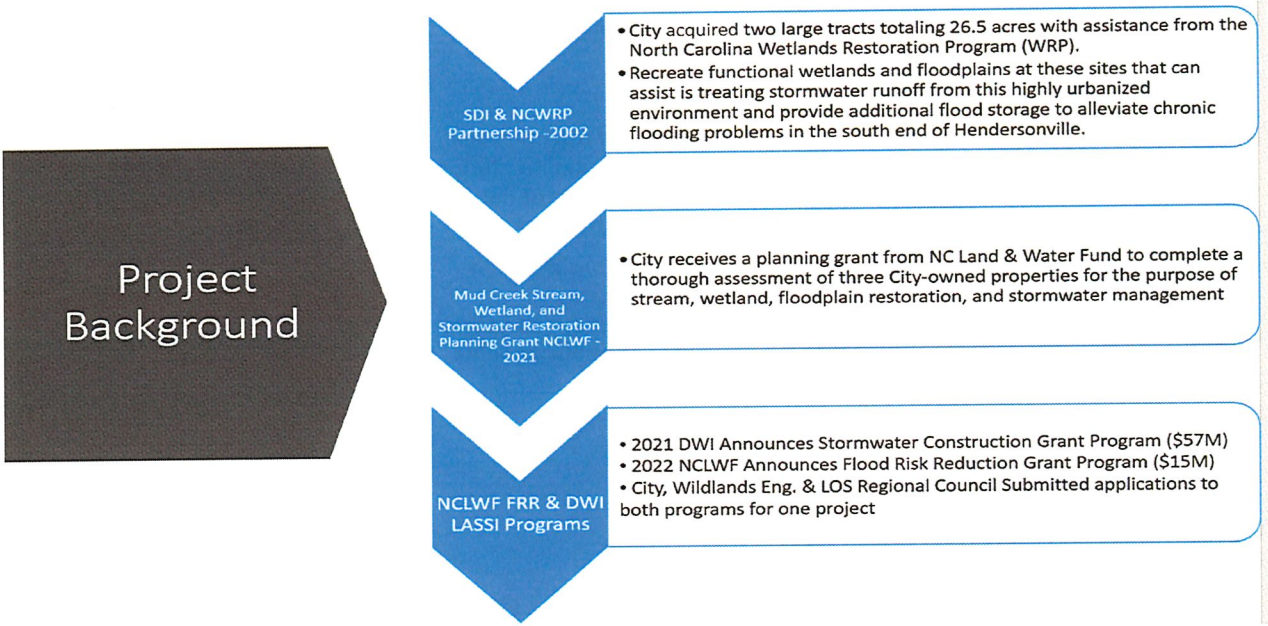 Project
Background
SDI & NCWRP
Partnership -2002
• City acquired two large tracts totaling 26.5 acres with assistance from the
North Carolina Wetlands Restoration Program (WRP).
• Recreate functional wetlands and floodplains at these sites that can
assist is treating stormwater runoff from this highly urbanized
environment and provide additional flood storage to alleviate chronic
flooding problems in the south end of Hendersonville.
Mud Creek Stream,
Wetland, and
Stormwater Restoration
Planning Grant NCLWF -
2021
• City receives a planning grant from NC Land & Water Fund to complete a
thorough assessment of three City-owned properties for the purpose of
stream, wetland, floodplain restoration, and stormwater management
NCLWF FRR & DWI
LASSI Programs
• 2021 DWI Announces Stormwater Construction Grant Program ($57M)
• 2022 NCLWF Announces Flood Risk Reduction Grant Program ($15M)
• City, Wildlands Eng. & LOS Regional Council Submitted applications to
both programs for one project